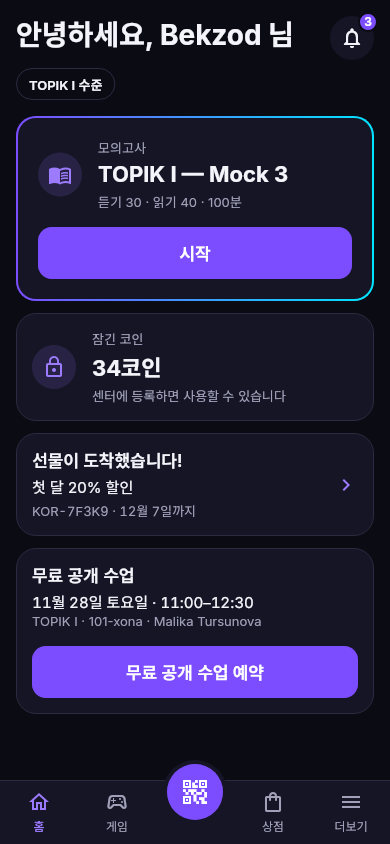 안녕하세요, Bekzod 님
3
TOPIK I 수준
모의고사
TOPIK I — Mock 3
듣기 30 · 읽기 40 · 100분
시작
잠긴 코인
34코인
센터에 등록하면 사용할 수 있습니다
선물이 도착했습니다!
첫 달 20% 할인
KOR-7F3K9 · 12월 7일까지
무료 공개 수업
11월 28일 토요일 · 11:00–12:30
TOPIK I · 101-xona · Malika Tursunova
무료 공개 수업 예약
홈
게임
상점
더보기